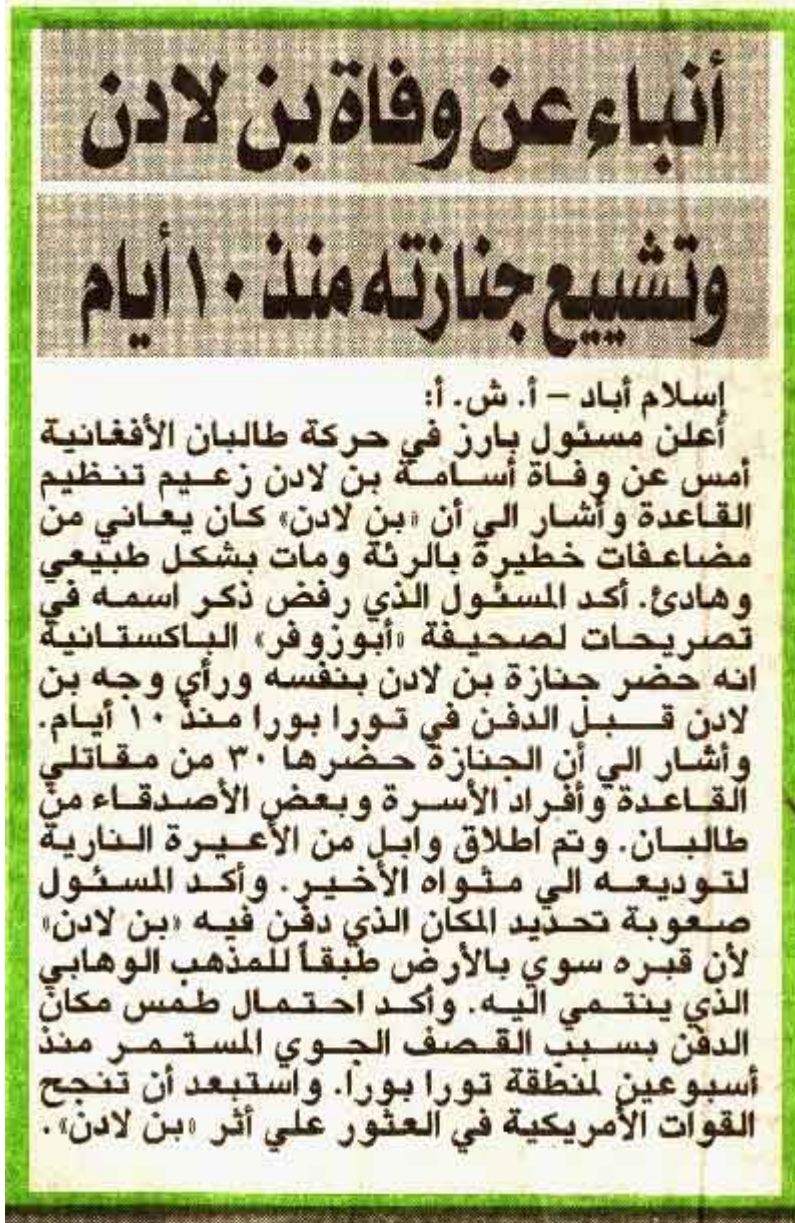 أنباء عن وفاة بن لادن
وتشييع جنازته منذ ١٠ أيام
إسلام أباد – أ. ش. أ:
أعلن مسئول بارز في حركة طالبان الأفغانية
أمس عن وفاة أسامة بن لادن زعيم تنظيم
القاعدة وأشار الي أن «بن لادن» كان يعاني من
مضاعفات خطيرة بالرئة ومات بشكل طبيعي
وهادئ. أكد المسئول الذي رفض ذكر اسمه في
تصريحات لصحيفة «أبوزوفر» الباكستانية
انه حضر جنازة بن لادن بنفسه ورأي وجه بن
لادن قبل الدفن في تورا بورا منذ ١٠ أيام.
وأشار الي أن الجنازة حضرها ٣٠ من مقاتلي
القاعدة وأفراد الأسرة وبعض الأصدقاء من
طالبان. وتم اطلاق وابل من الأعيرة النارية
لتوديعه الي مثواه الأخير. وأكد المسئول
صعوبة تحديد المكان الذي دفن فيه «بن لادن»
لأن قبره سوي بالأرض طبقاً للمذهب الوهابي
الذي ينتمي اليه. وأكد احتمال طمس مكان
الدفن بسبب القصف الجوي المستمر منذ
أسبوعين لمنطقة تورا بورا. واستبعد أن تنجح
القوات الأمريكية في العثور علي أثر «بن لادن».